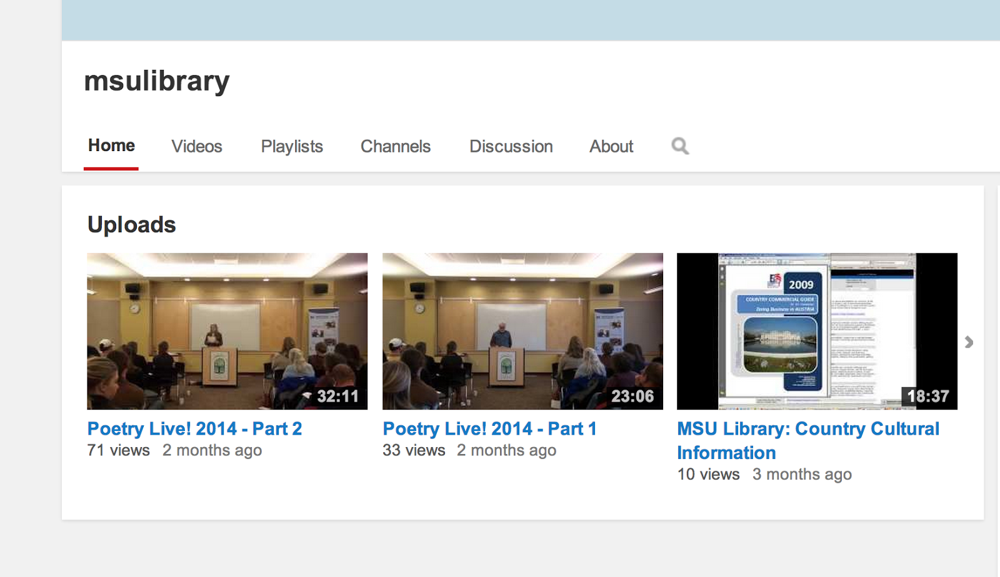 msulibrary
Home Videos Playlists Channels Discussion About
Uploads
2009
COUNTRY COMMERCIAL GUIDE
Doing Business in AUSTRIA
32:11
23:06
18:37
Poetry Live! 2014 - Part 2
71 views 2 months ago
Poetry Live! 2014 - Part 1
33 views 2 months ago
MSU Library: Country Cultural
Information
10 views 3 months ago